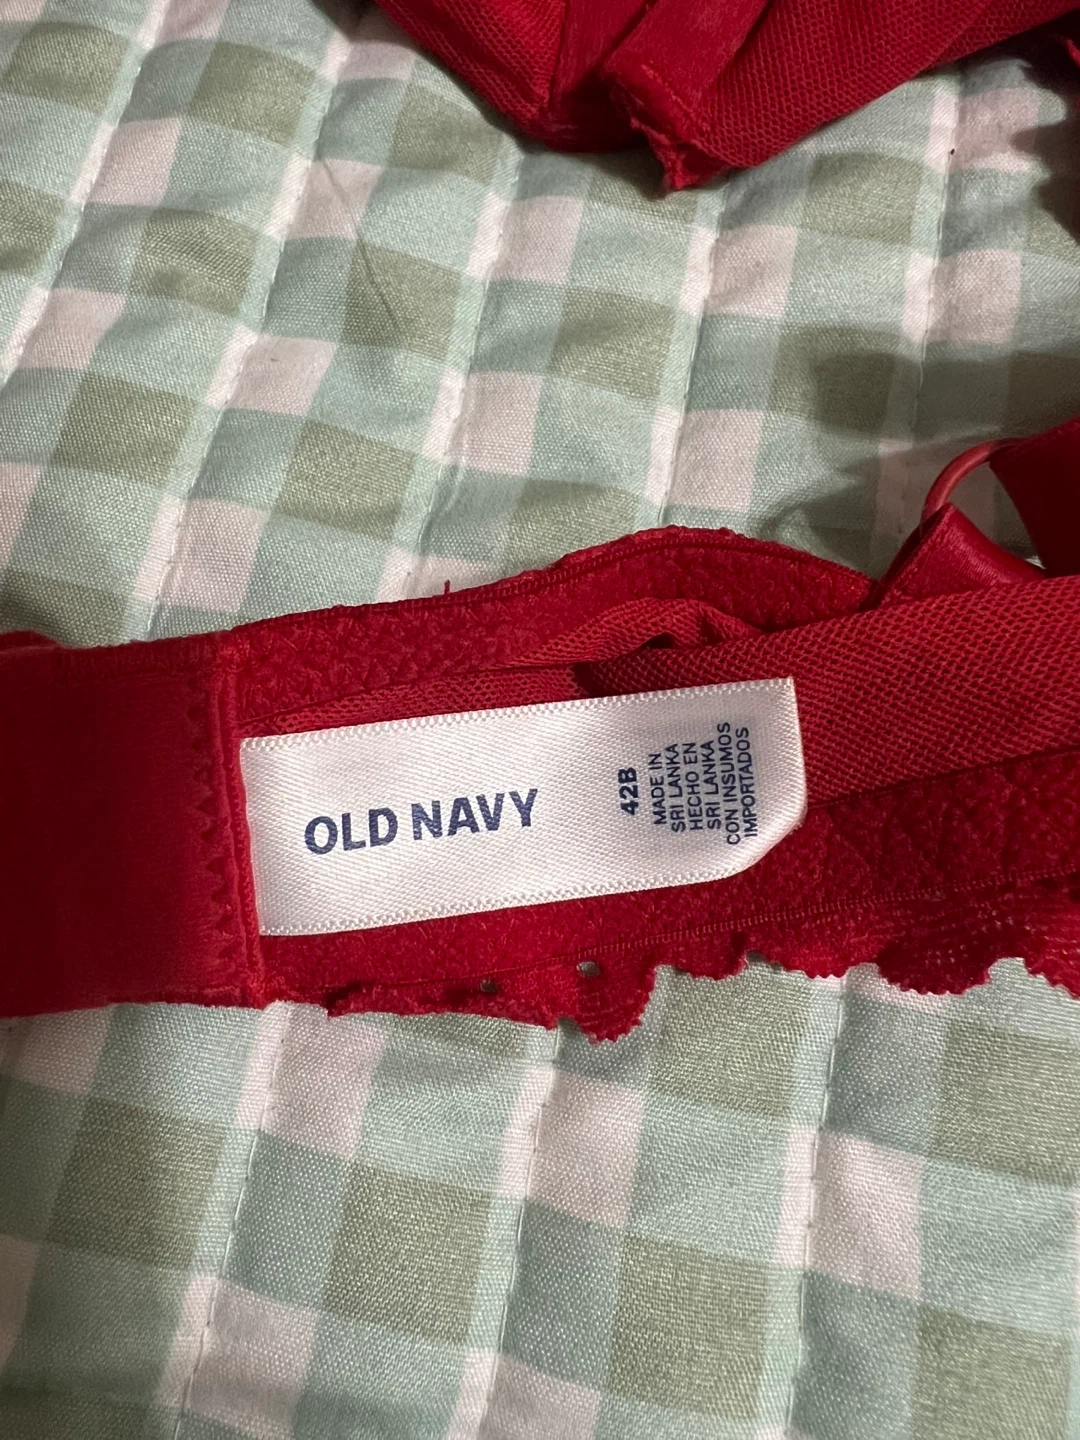 OLD NAVY
42B
MADE IN
SRI LANKA
HECHO EN
SRI LANKA
CON INSUMOS
IMPORTADOS